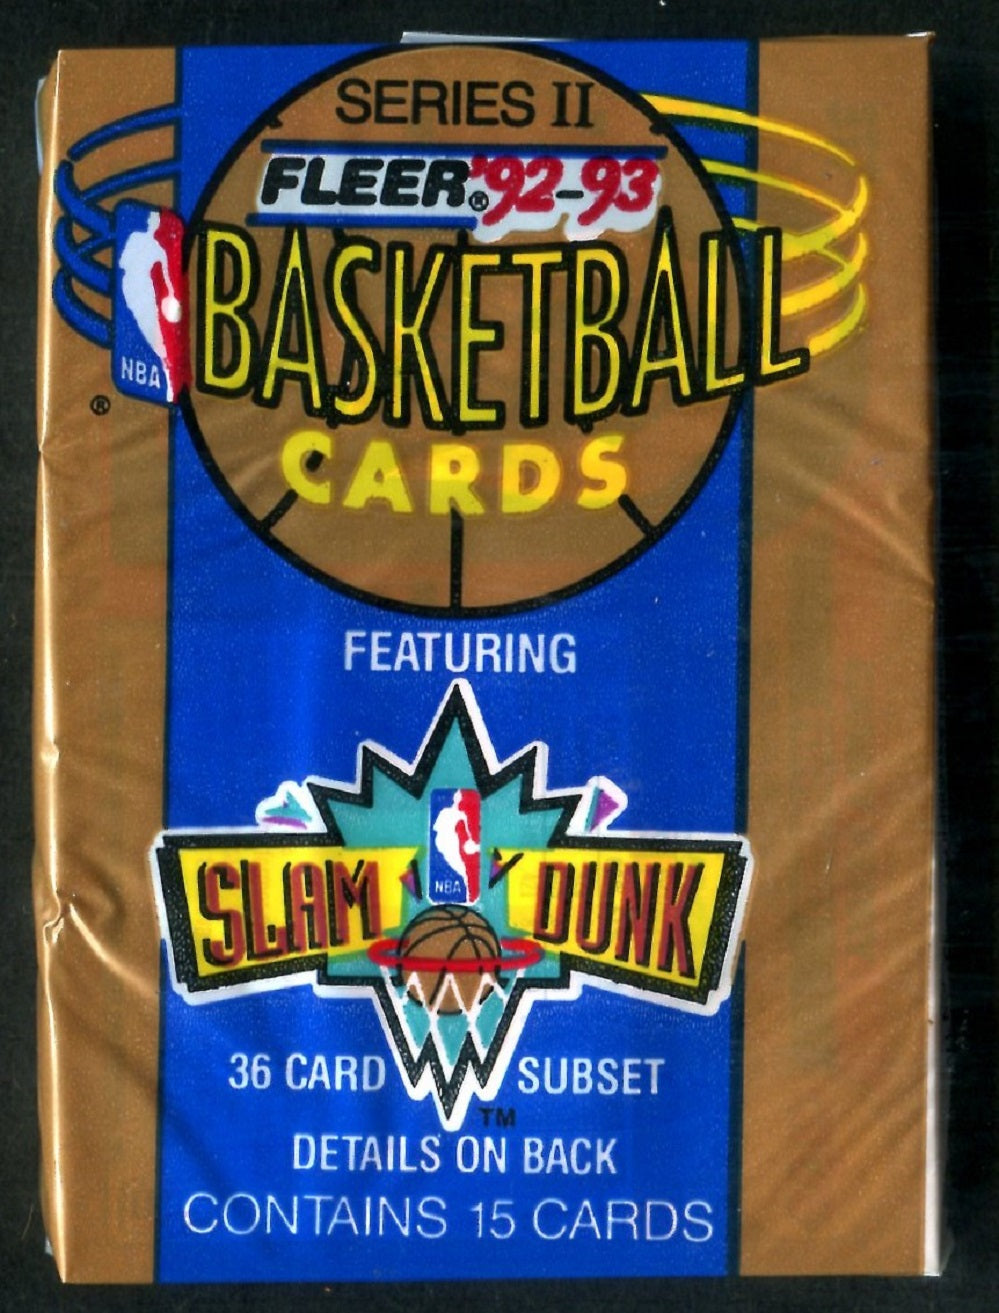 SERIES II
FLEER® '92-93
NBA
BASKETBALL
®
CARDS
FEATURING
NBA
SLAM DUNK
36 CARD SUBSET
TM
DETAILS ON BACK
CONTAINS 15 CARDS